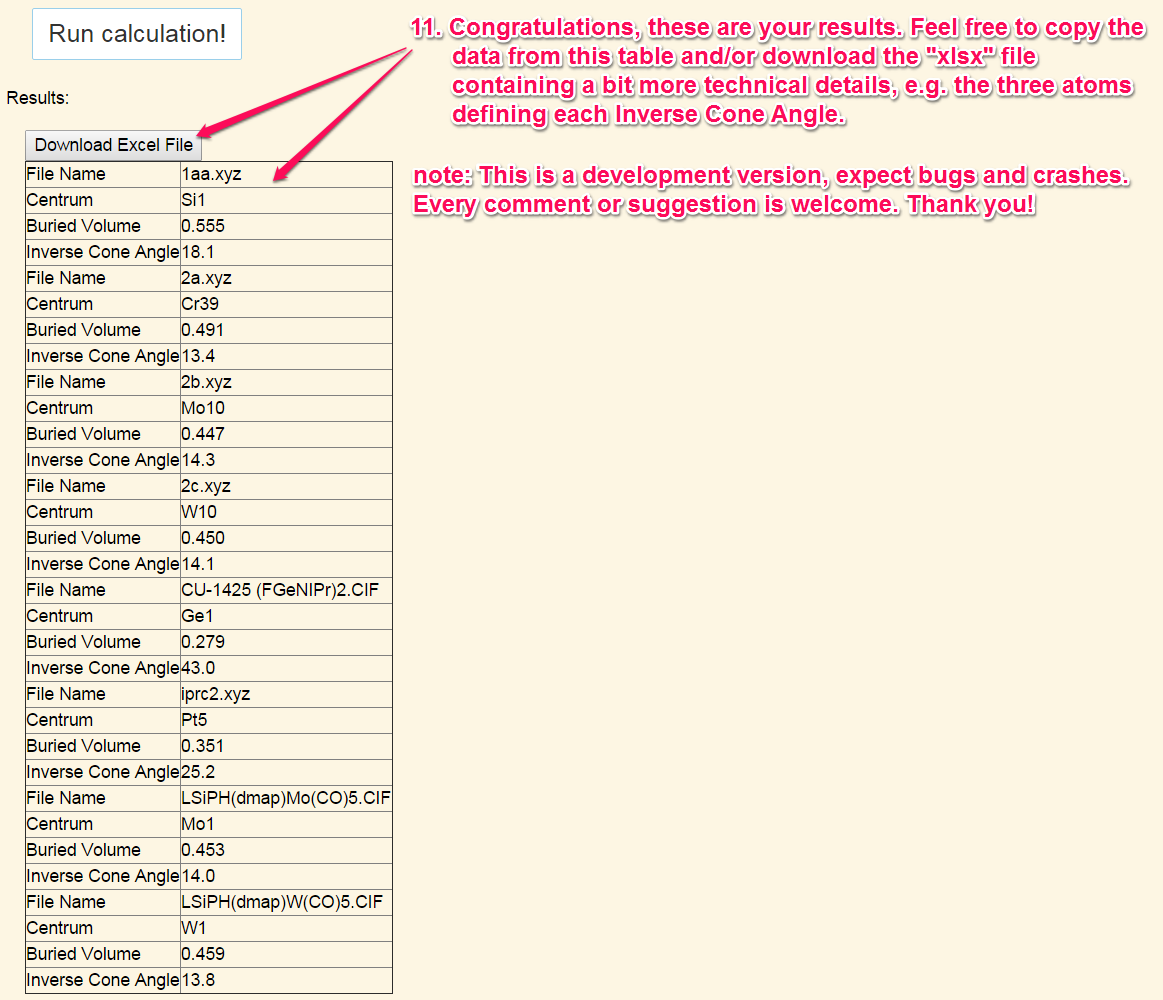 Run calculation!
11. Congratulations, these are your results. Feel free to copy the
data from this table and/or download the "xlsx" file
containing a bit more technical details, e.g. the three atoms
defining each Inverse Cone Angle.
note: This is a development version, expect bugs and crashes.
Every comment or suggestion is welcome. Thank you!
Results:
Download Excel File
File Name 1aa.xyz
Centrum Si1
Buried Volume 0.555
Inverse Cone Angle 18.1
File Name 2a.xyz
Centrum Cr39
Buried Volume 0.491
Inverse Cone Angle 13.4
File Name 2b.xyz
Centrum Mo10
Buried Volume 0.447
Inverse Cone Angle 14.3
File Name 2c.xyz
Centrum W10
Buried Volume 0.450
Inverse Cone Angle 14.1
File Name CU-1425 (FGeNIPr)2.CIF
Centrum Ge1
Buried Volume 0.279
Inverse Cone Angle 43.0
File Name iprc2.xyz
Centrum Pt5
Buried Volume 0.351
Inverse Cone Angle 25.2
File Name LSiPH(dmap)Mo(CO)5.CIF
Centrum Mo1
Buried Volume 0.453
Inverse Cone Angle 14.0
File Name LSiPH(dmap)W(CO)5.CIF
Centrum W1
Buried Volume 0.459
Inverse Cone Angle 13.8